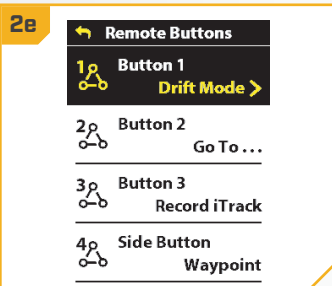 2e
Remote Buttons
1 Button 1
Drift Mode >
2 Button 2
Go To ...
3 Button 3
Record iTrack
4 Side Button
Waypoint